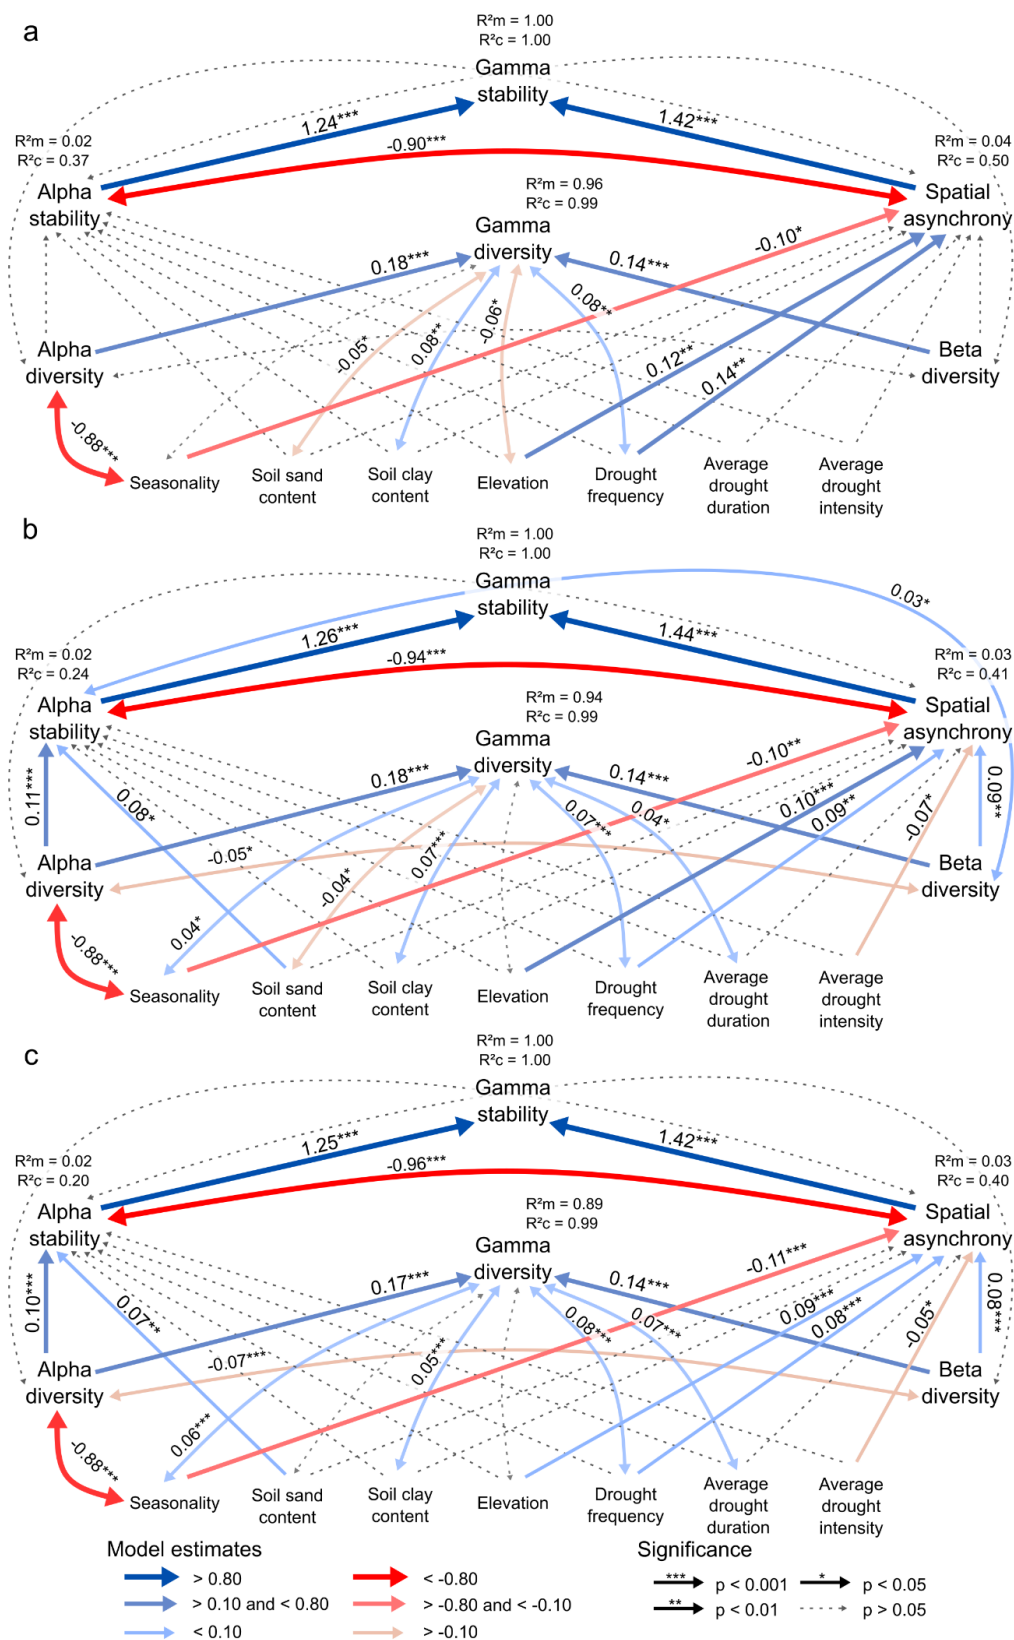 a
R²m = 1.00
R²c = 1.00
Gamma
stability
1.24***
1.42***
-0.90***
R²m = 0.02
R²c = 0.37
Alpha
stability
R²m = 0.04
R²c = 0.50
Spatial
asynchrony
R²m = 0.96
R²c = 0.99
Gamma
diversity
-0.10*
0.18***
0.14***
0.08**
-0.06*
0.08**
-0.05*
0.12**
0.14**
Alpha
diversity
Beta
diversity
-0.88***
Seasonality
Soil sand
content
Soil clay
content
Elevation
Drought
frequency
Average
drought
duration
Average
drought
intensity
b
R²m = 1.00
R²c = 1.00
Gamma
stability
0.03*
1.26***
1.44***
-0.94***
R²m = 0.02
R²c = 0.24
Alpha
stability
R²m = 0.03
R²c = 0.41
Spatial
asynchrony
R²m = 0.94
R²c = 0.99
Gamma
diversity
-0.10**
0.11***
0.08*
0.18***
0.14***
0.07***
0.04*
0.10***
0.09**
-0.07*
0.09***
-0.05*
-0.04*
0.07***
0.04*
Alpha
diversity
Beta
diversity
-0.88***
Seasonality
Soil sand
content
Soil clay
content
Elevation
Drought
frequency
Average
drought
duration
Average
drought
intensity
c
R²m = 1.00
R²c = 1.00
Gamma
stability
1.25***
1.42***
-0.96***
R²m = 0.02
R²c = 0.20
Alpha
stability
R²m = 0.03
R²c = 0.40
Spatial
asynchrony
R²m = 0.89
R²c = 0.99
Gamma
diversity
-0.11***
0.10***
0.07**
0.17***
0.14***
0.08***
0.07***
0.09***
0.08***
-0.05*
0.08***
-0.07***
0.05***
0.06***
Alpha
diversity
Beta
diversity
-0.88***
Seasonality
Soil sand
content
Soil clay
content
Elevation
Drought
frequency
Average
drought
duration
Average
drought
intensity
Model estimates
> 0.80
< -0.80
> 0.10 and < 0.80
> -0.80 and < -0.10
< 0.10
> -0.10
Significance
*** p < 0.001
* p < 0.05
** p < 0.01
p > 0.05